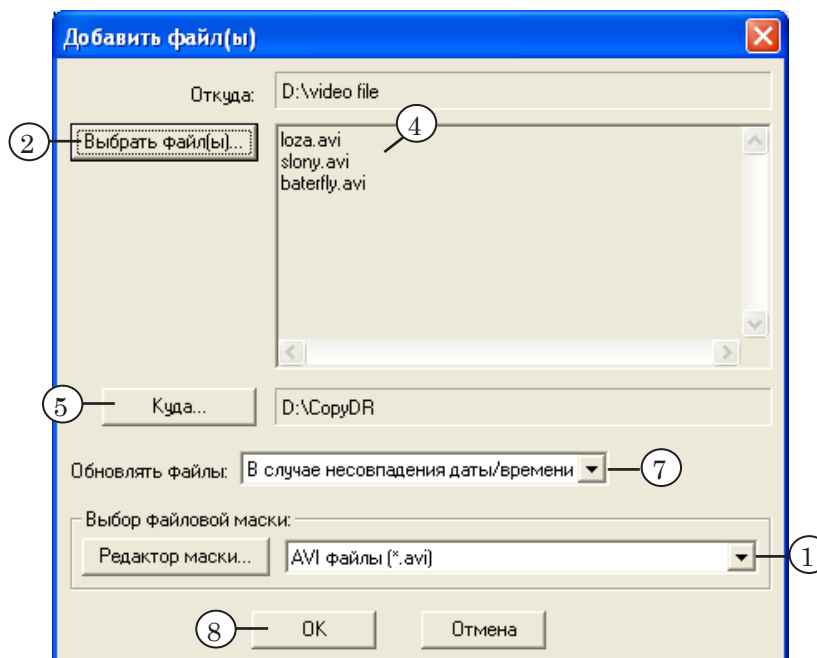 Добавить файл(ы)
Откуда: D:\video file
2 Выбрать файл(ы)... loza.avi 4
slony.avi
baterfly.avi
5 Куда... D:\CopyDR
Обновлять файлы: В случае несовпадения даты/времени 7
Выбор файловой маски:
Редактор маски... AVI файлы (*.avi) 1
8 OK Отмена